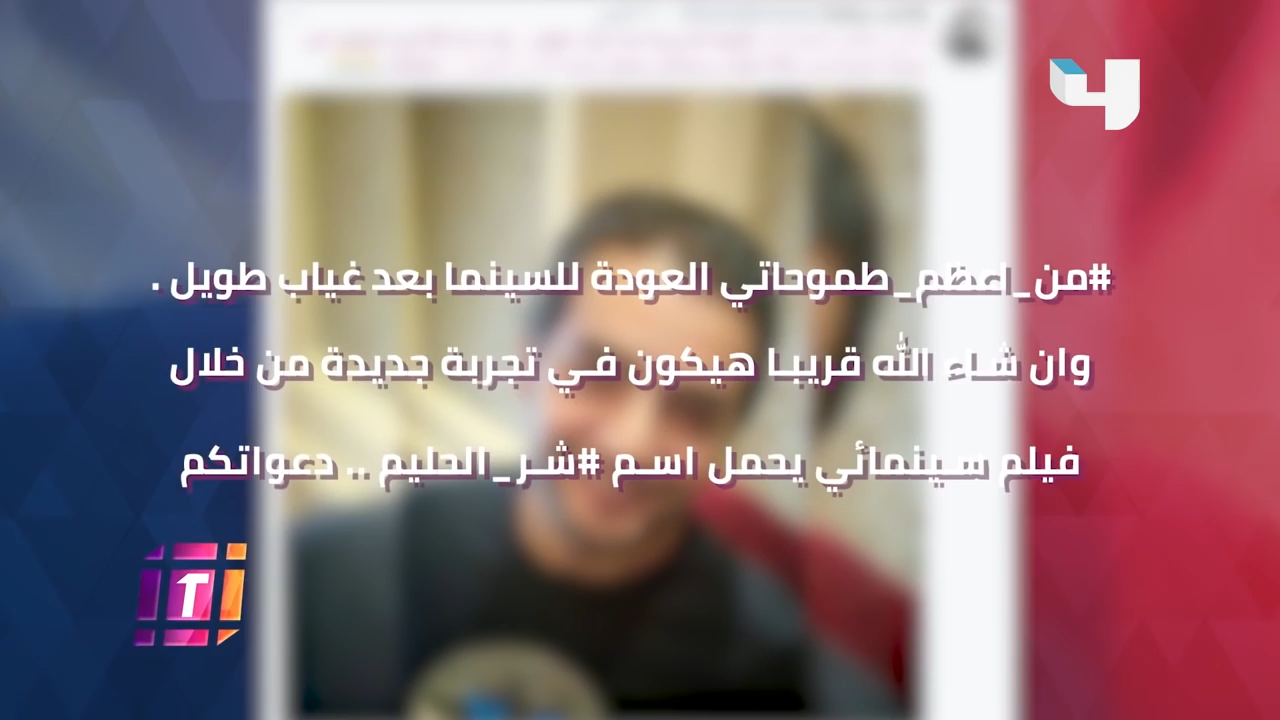 #من_اعظم_طموحاتي العودة للسينما بعد غياب طويل .
وان شاء الله قريبا هيكون في تجربة جديدة من خلال
فيلم سينمائي يحمل اسم #شر_الحليم .. دعواتكم
T